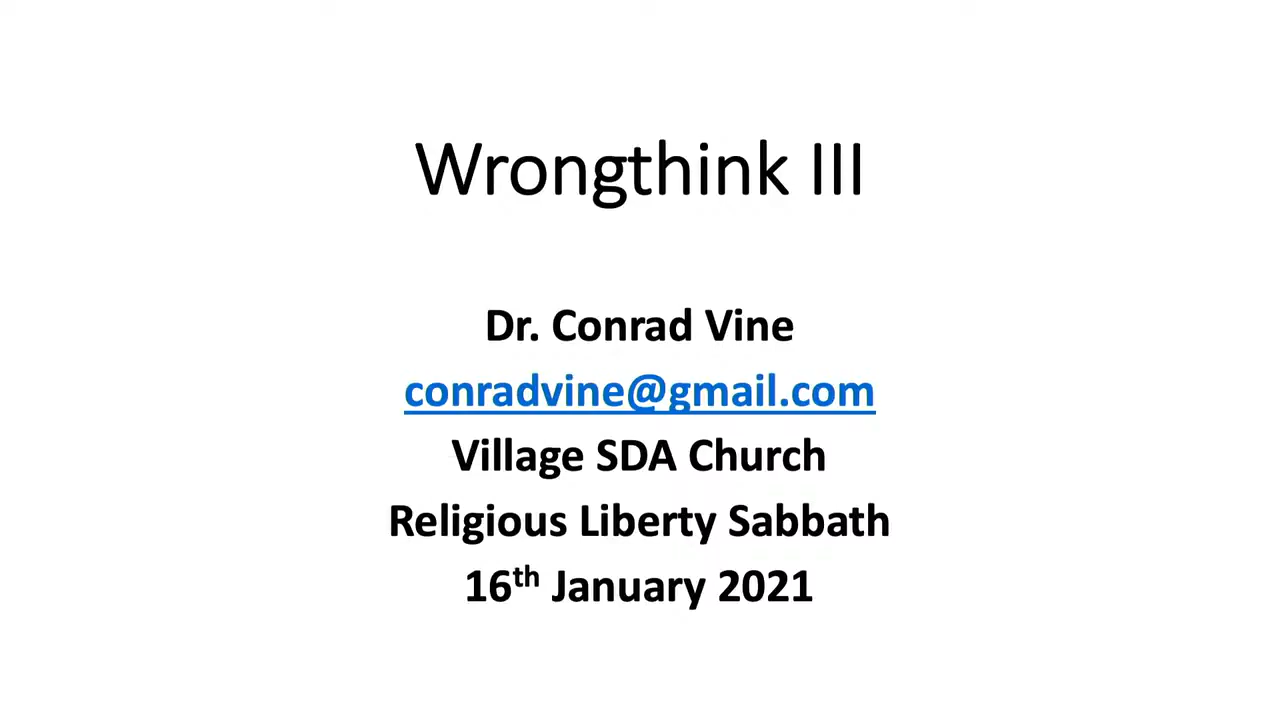 Wrongthink III
Dr. Conrad Vine
conradvine@gmail.com
Village SDA Church
Religious Liberty Sabbath
16th January 2021